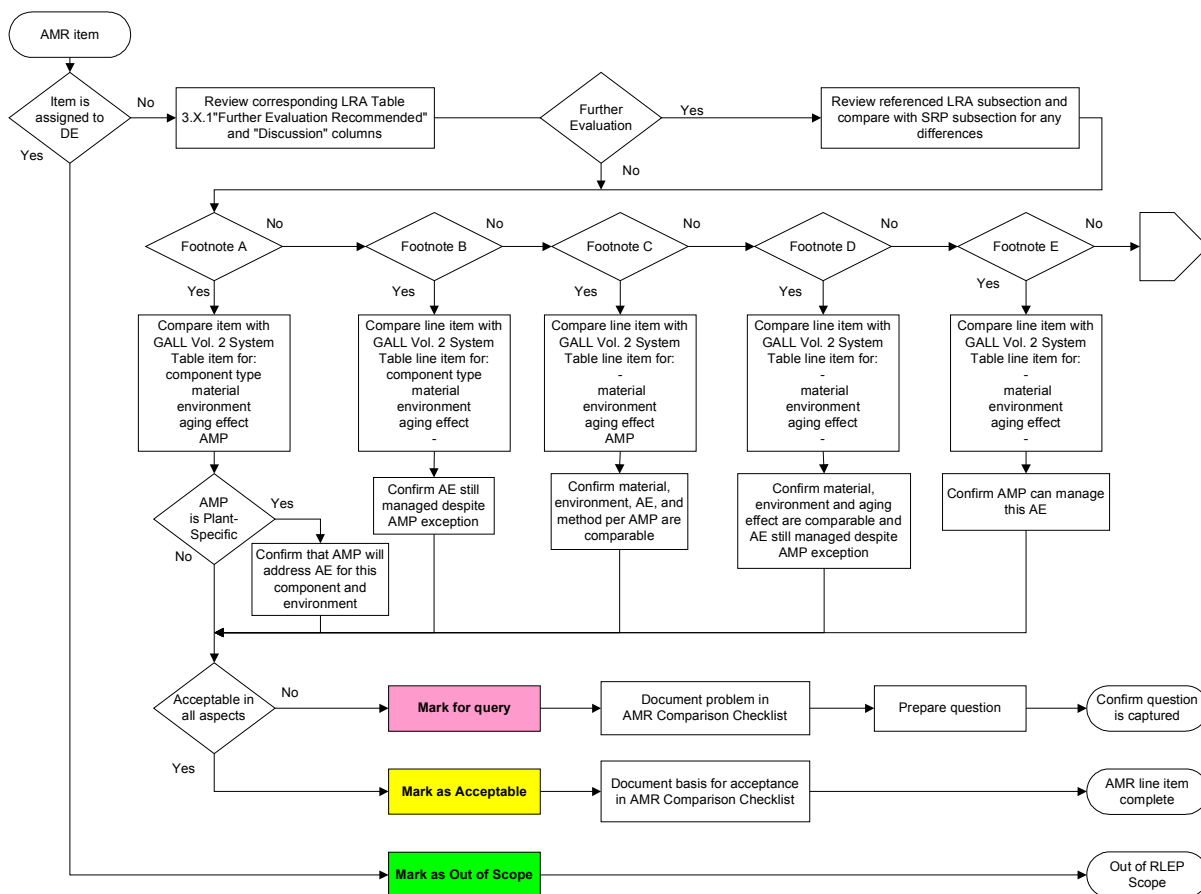 AMR item
Item is
assigned to
DE
No
Yes
Review corresponding LRA Table
3.X.1"Further Evaluation Recommended"
and "Discussion" columns
Further
Evaluation
Yes
No
Review referenced LRA subsection and
compare with SRP subsection for any
differences
Footnote A
No
Yes
Footnote B
No
Yes
Footnote C
No
Yes
Footnote D
No
Yes
Footnote E
No
Yes
Compare item with
GALL Vol. 2 System
Table item for:
component type
material
environment
aging effect
AMP
Compare line item with
GALL Vol. 2 System
Table line item for:
component type
material
environment
aging effect
-
Compare line item with
GALL Vol. 2 System
Table line item for:
-
material
environment
aging effect
AMP
Compare line item with
GALL Vol. 2 System
Table line item for:
-
material
environment
aging effect
-
Compare line item with
GALL Vol. 2 System
Table line item for:
-
material
environment
aging effect
-
AMP
is Plant-
Specific
Yes
No
Confirm that AMP will
address AE for this
component and
environment
Confirm AE still
managed despite
AMP exception
Confirm material,
environment, AE, and
method per AMP are
comparable
Confirm material,
environment and aging
effect are comparable and
AE still managed despite
AMP exception
Confirm AMP can manage
this AE
Acceptable in
all aspects
No
Yes
Mark for query
Document problem in
AMR Comparison Checklist
Prepare question
Confirm question
is captured
Mark as Acceptable
Document basis for acceptance
in AMR Comparison Checklist
AMR line item
complete
Mark as Out of Scope
Out of RLEP
Scope